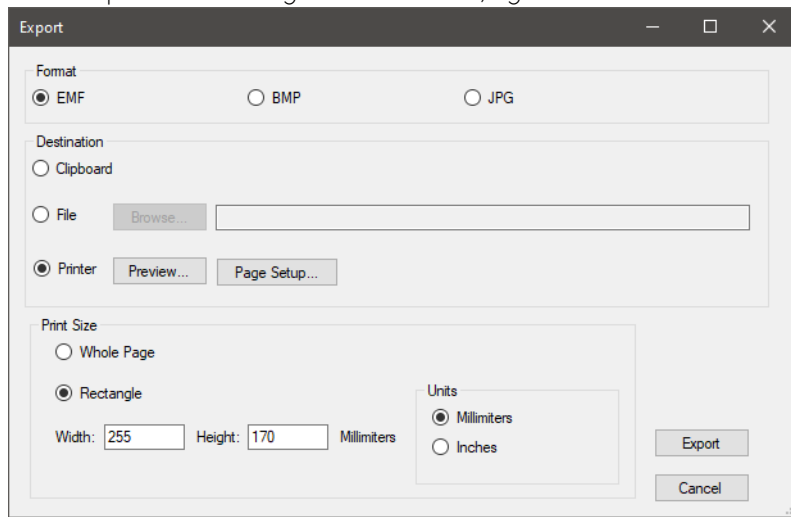 Export
Format
EMF BMP JPG
Destination
Clipboard
File Browse...
Printer Preview... Page Setup...
Print Size
Whole Page
Rectangle
Units
Millimiters
Width: 255 Height: 170 Millimiters
Inches
Export
Cancel